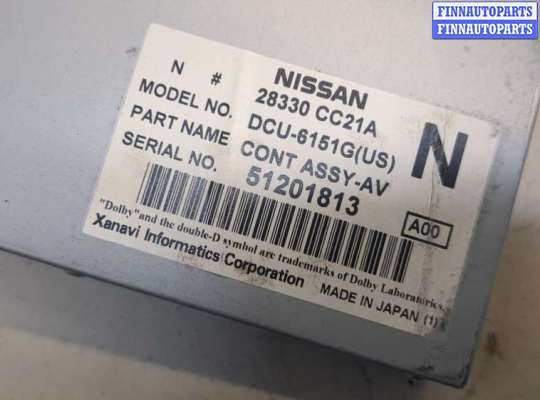 FINNAUTOPARTS
FINNAUTOPARTS
NISSAN
N # 28330 CC21A
MODEL NO. DCU-6151G(US)
PART NAME CONT ASSY-AV
SERIAL NO. 51201813
N
A00
"Dolby"and the double-D symbol are trademarks of Dolby Laboratories.
Xanavi Informatics Corporation
MADE IN JAPAN (1)